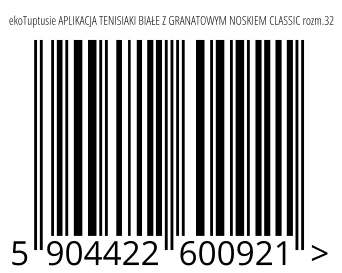 ekoTuptusie APLIKACJA TENISIAKI BIAŁE Z GRANATOWYM NOSKIEM CLASSIC rozm.32
5 904422 600921 >